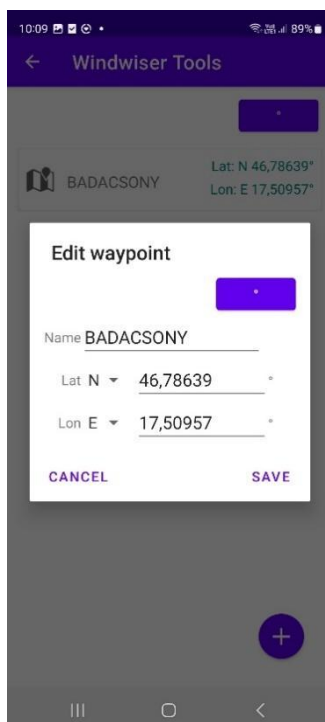 10:09 89%
Windwiser Tools
°
BADACSONY
Lat: N 46,78639°
Lon: E 17,50957°
Edit waypoint
°
Name BADACSONY
Lat N 46,78639 °
Lon E 17,50957 °
CANCEL SAVE